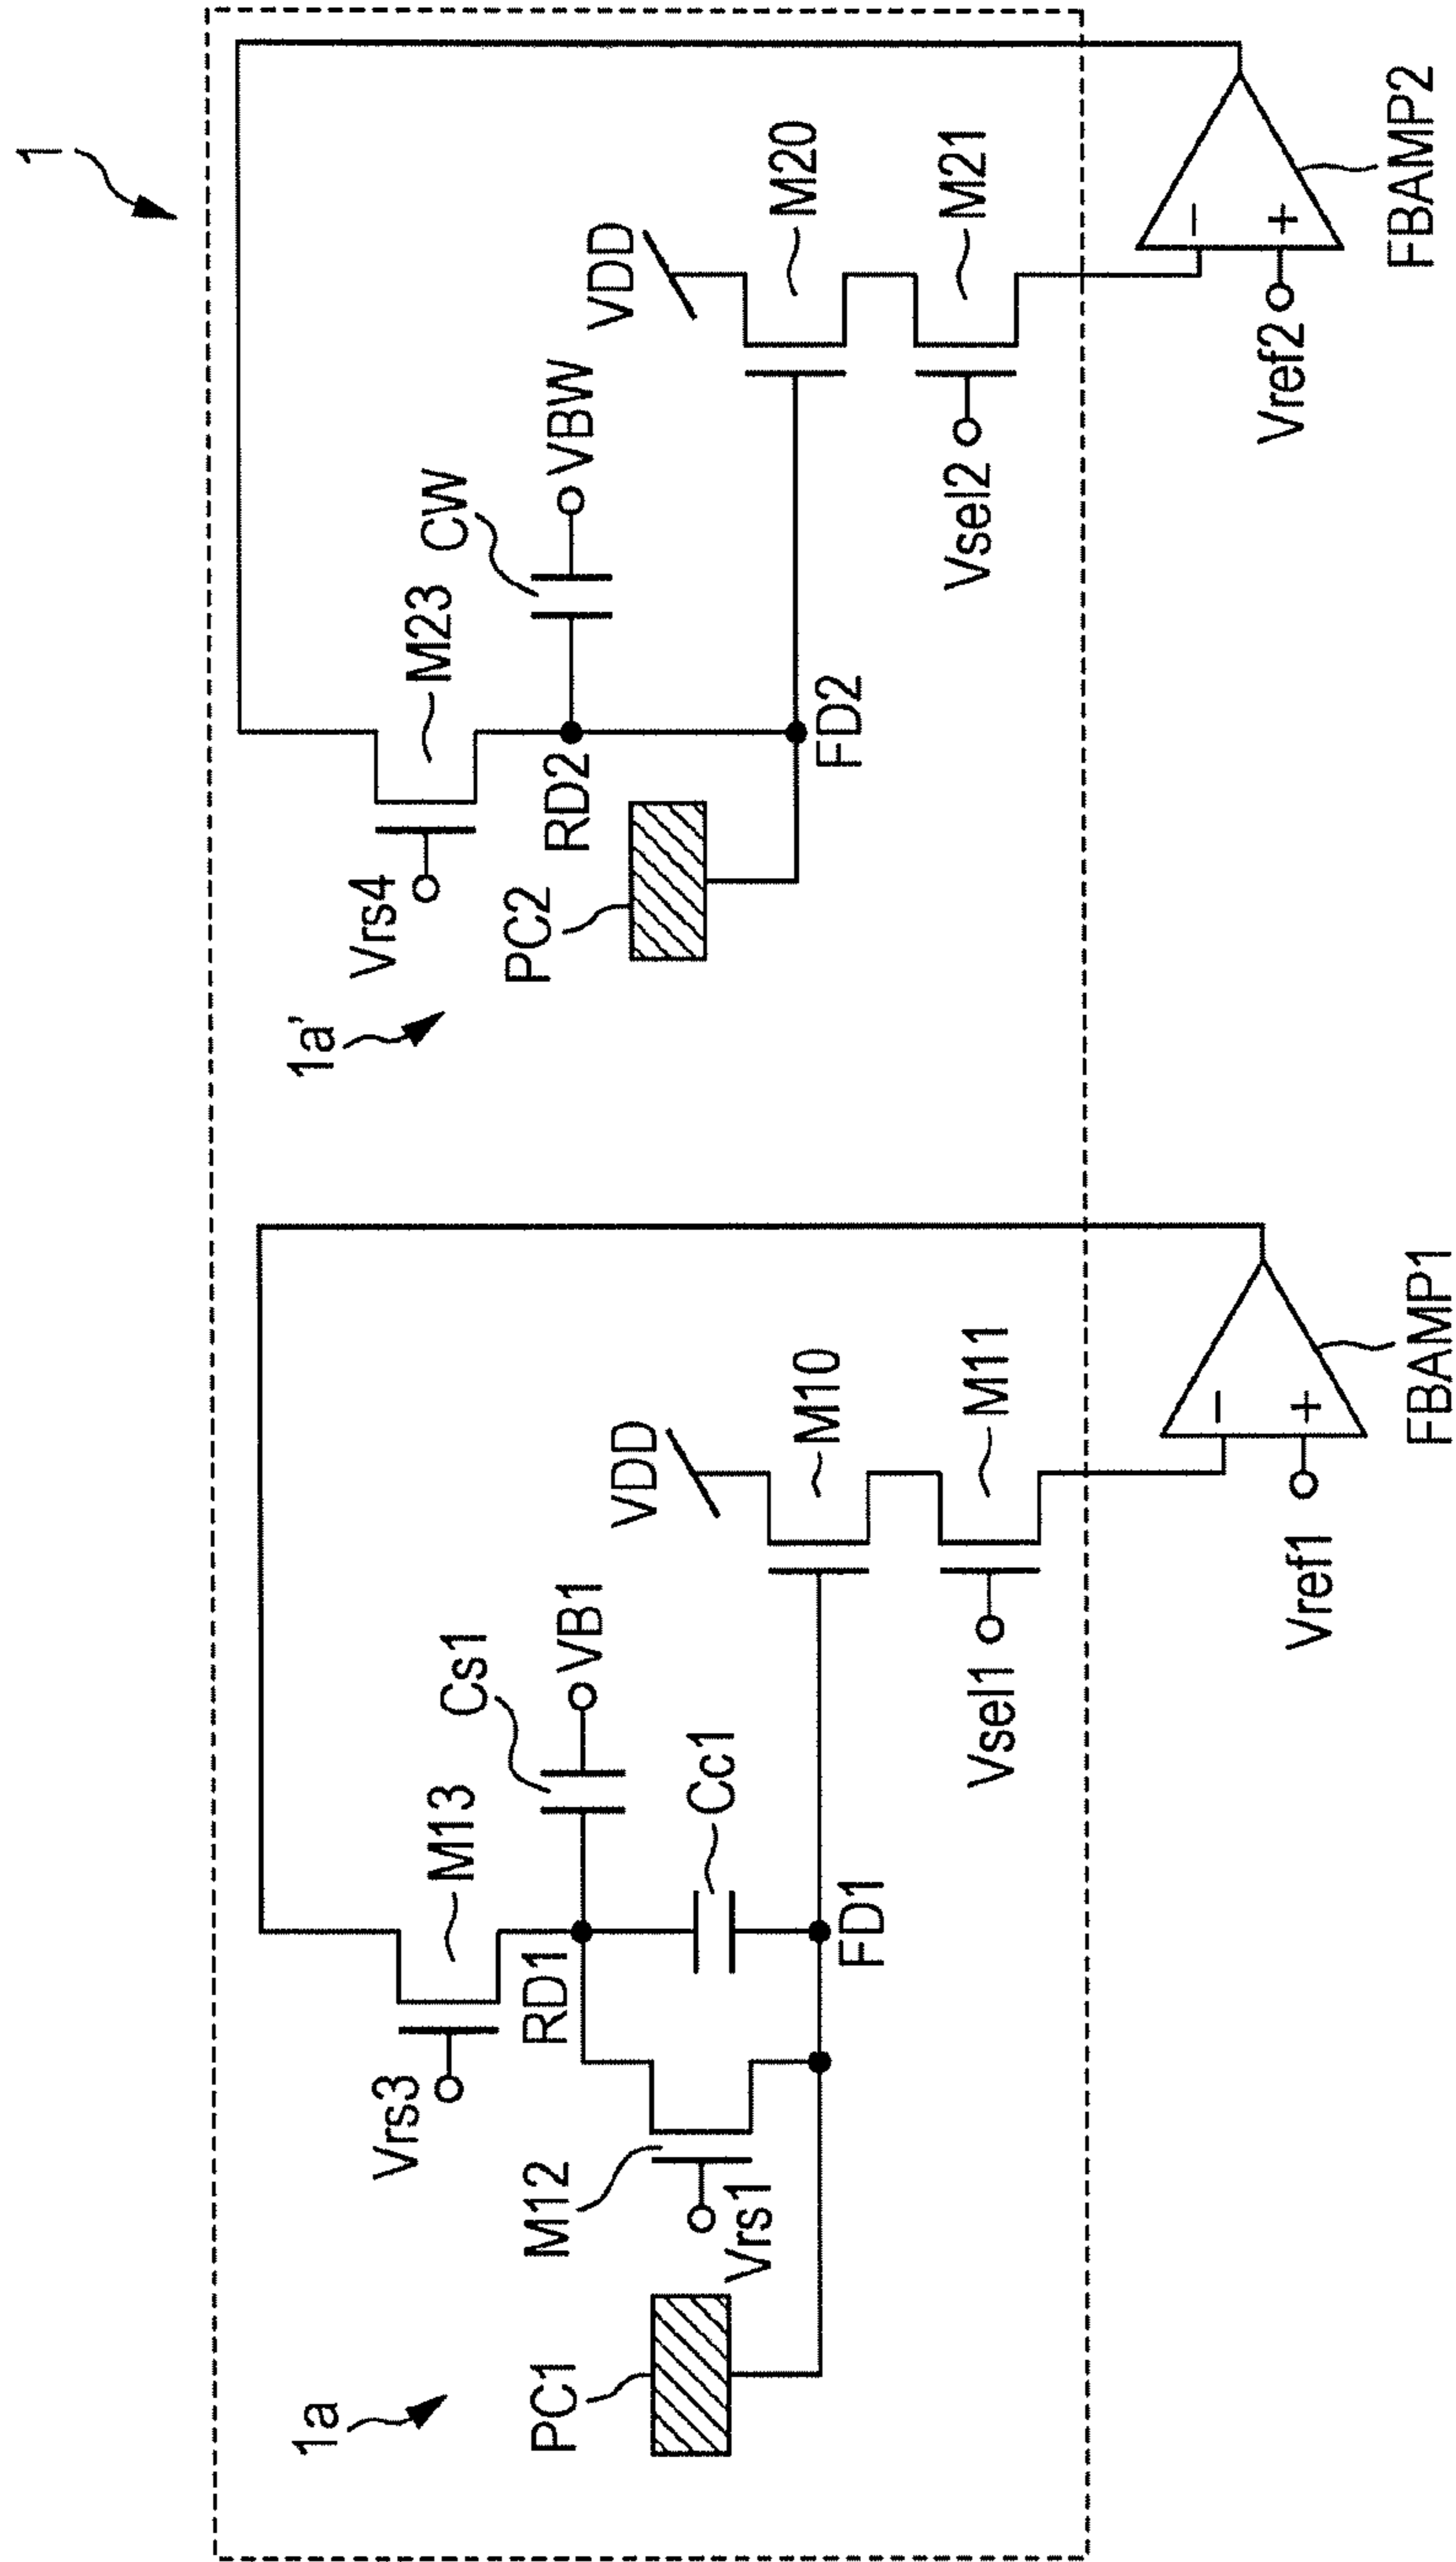 1
1a
PC1
M12
Vrs1
Vrs3
RD1
M13
Cs1
VB1
Cc1
FD1
VDD
M10
M11
Vsel1
Vref1
−
+
FBAMP1
1a'
PC2
Vrs4
RD2
M23
CW
VBW
FD2
VDD
M20
M21
Vsel2
Vref2
−
+
FBAMP2